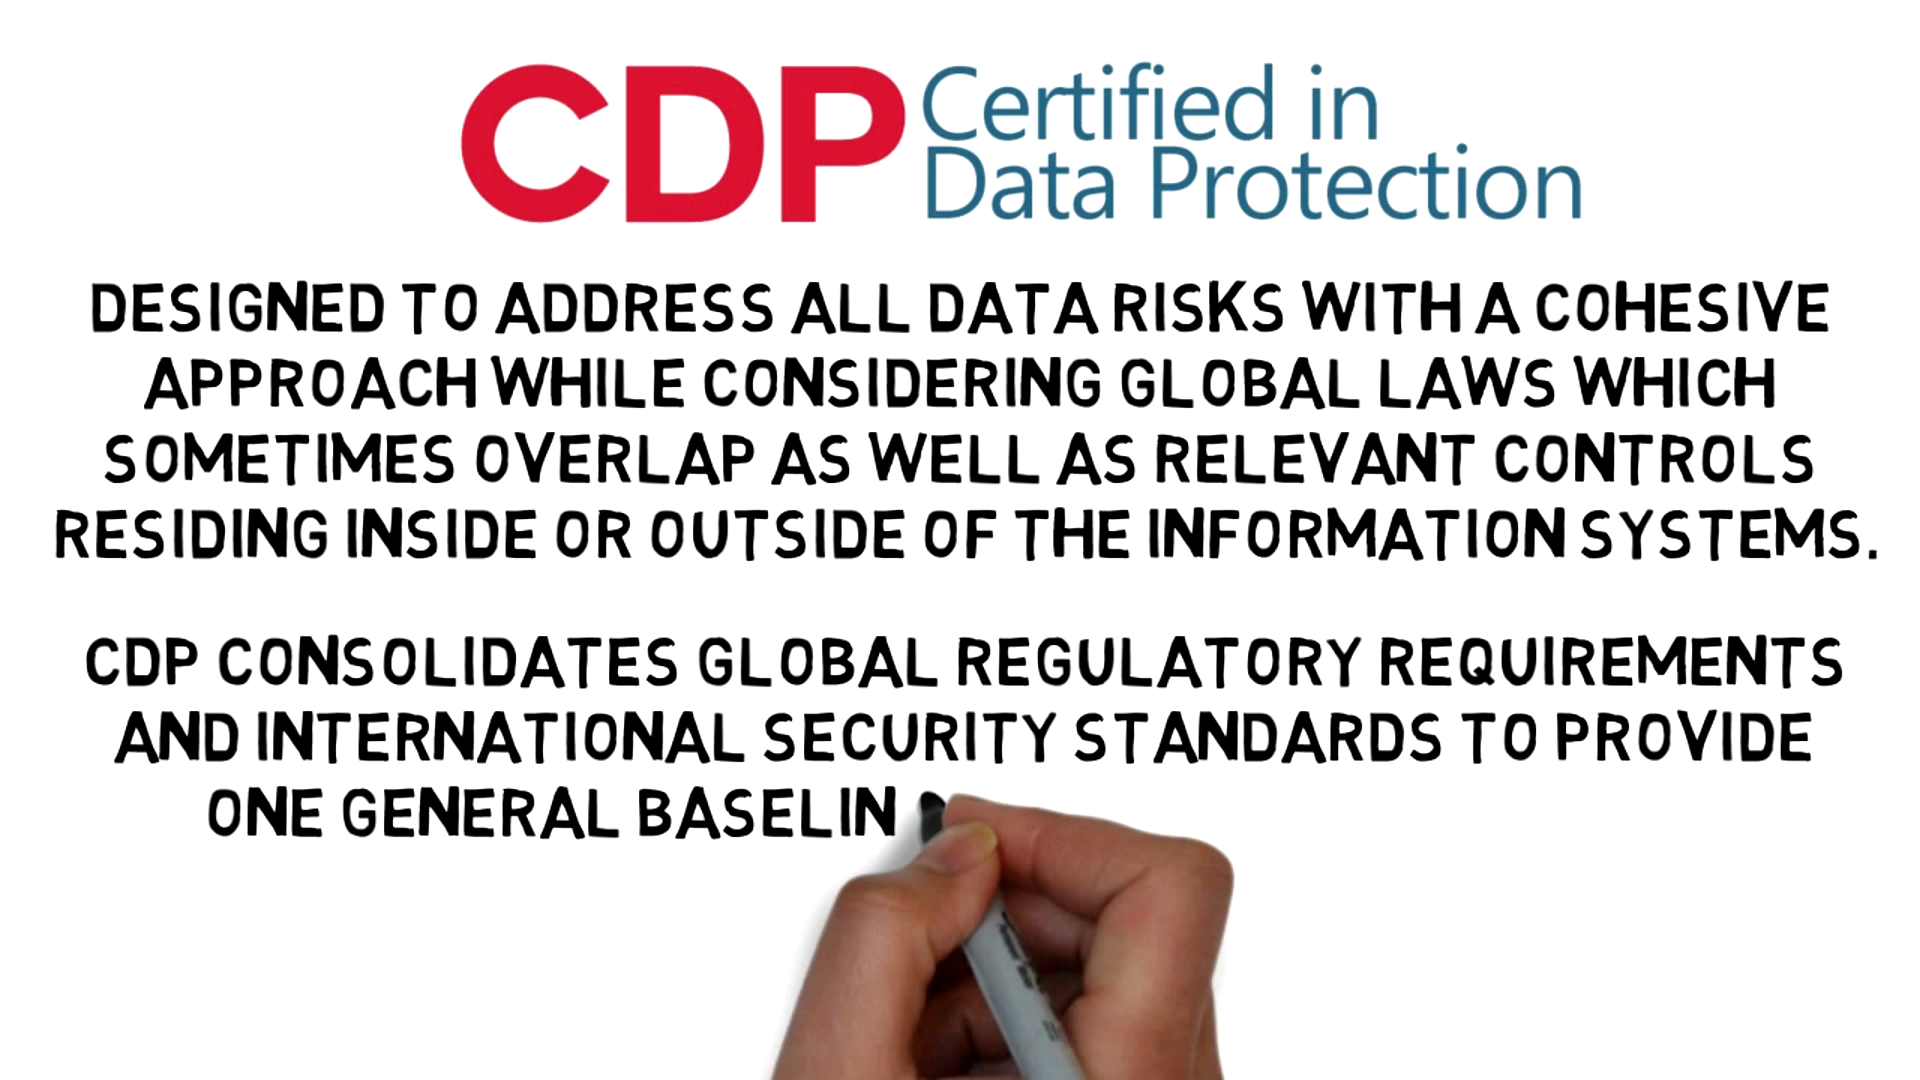 CDP Certified in
Data Protection
DESIGNED TO ADDRESS ALL DATA RISKS WITH A COHESIVE
APPROACH WHILE CONSIDERING GLOBAL LAWS WHICH
SOMETIMES OVERLAP AS WELL AS RELEVANT CONTROLS
RESIDING INSIDE OR OUTSIDE OF THE INFORMATION SYSTEMS.
CDP CONSOLIDATES GLOBAL REGULATORY REQUIREMENTS
AND INTERNATIONAL SECURITY STANDARDS TO PROVIDE
ONE GENERAL BASELIN